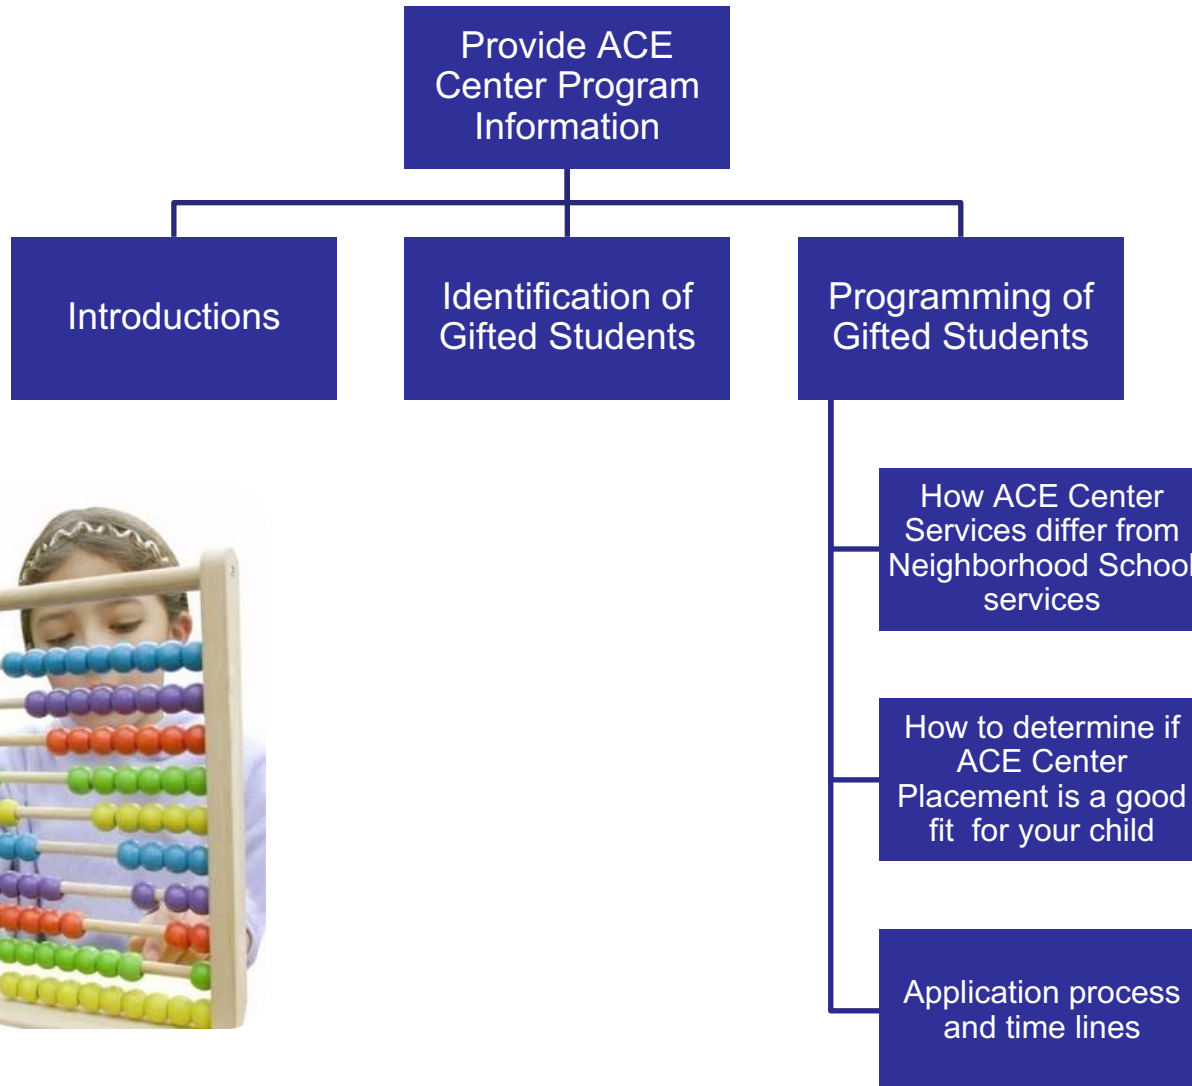 Provide ACE
Center Program
Information
Introductions
Identification of
Gifted Students
Programming of
Gifted Students
How ACE Center
Services differ from
Neighborhood School
services
How to determine if
ACE Center
Placement is a good
fit for your child
Application process
and time lines